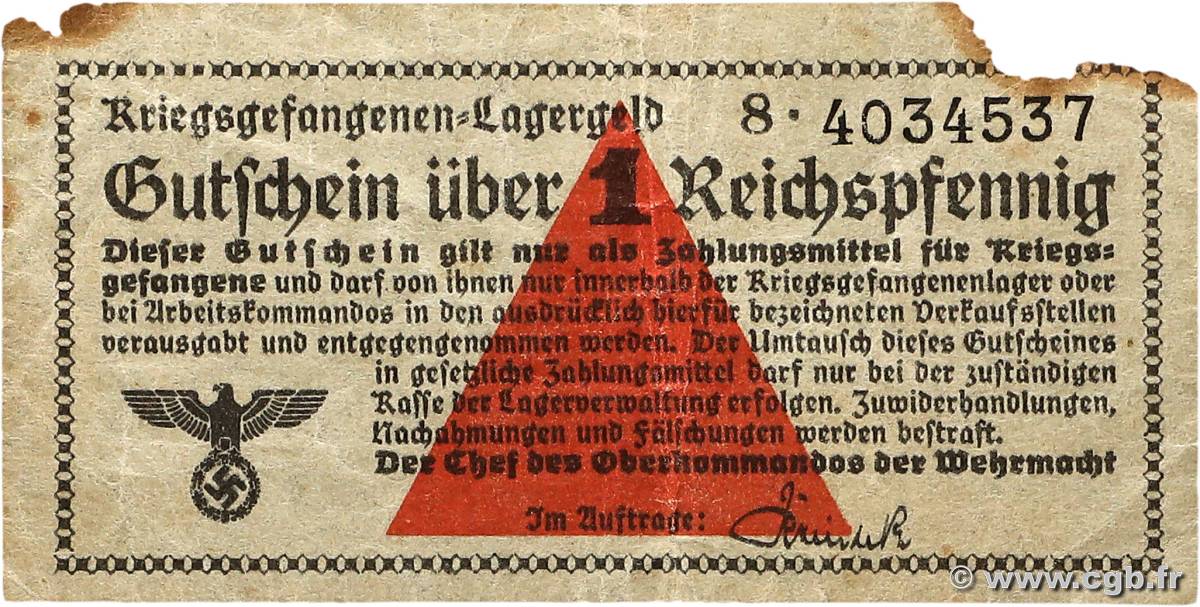 Kriegsgefangenen-Lagergeld 8 · 4034537
Gutschein über 1 Reichspfennig
Dieser Gutschein gilt nur als Zahlungsmittel für Kriegs-
gefangene und darf von ihnen nur innerhalb der Kriegsgefangenenlager oder
bei Arbeitskommandos in den ausdrücklich hierfür bezeichneten Verkaufsstellen
verausgabt und entgegengenommen werden. Der Umtausch dieses Gutscheines
in gesetzliche Zahlungsmittel darf nur bei der zuständigen
Kasse der Lagerverwaltung erfolgen. Zuwiderhandlungen,
Nachahmungen und Fälschungen werden bestraft.
Der Chef des Oberkommandos der Wehrmacht
Im Auftrage:
© www.cgb.fr